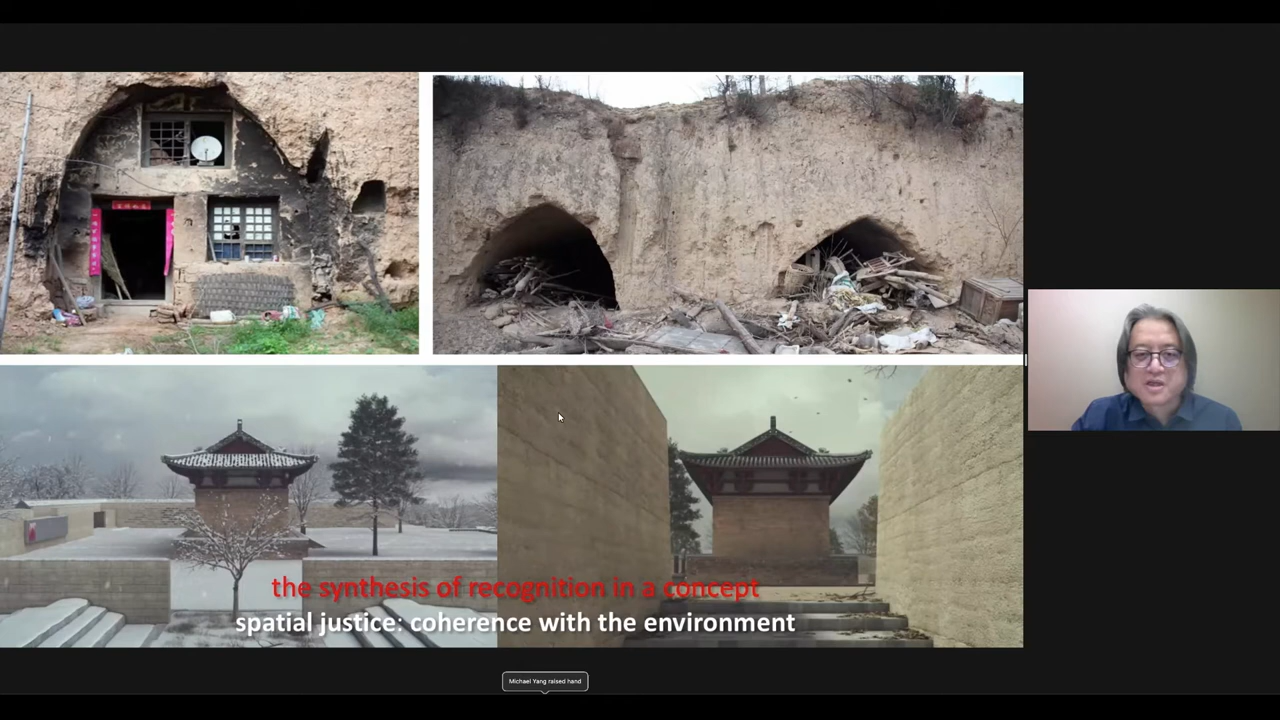 the synthesis of recognition in a concept
spatial justice: coherence with the environment
Michael Yang raised hand